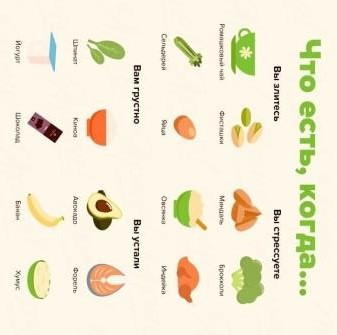 Что есть, когда...
Вы злитесь
Вы стрессуете
Ромашковый чай
Фисташки
Миндаль
Брокколи
Сельдерей
Яйца
Овсянка
Индейка
Вам грустно
Вы устали
Шпинат
Киноа
Авокадо
Форель
Йогурт
Шоколад
Банан
Хумус